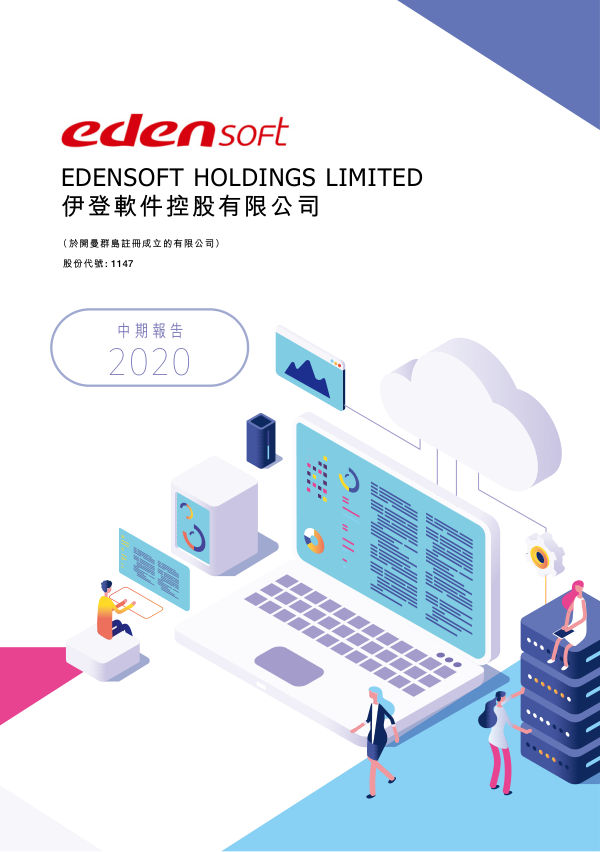 edensoft
EDENSOFT HOLDINGS LIMITED
伊登軟件控股有限公司
（於開曼群島註冊成立的有限公司）
股份代號：1147
中期報告
2020